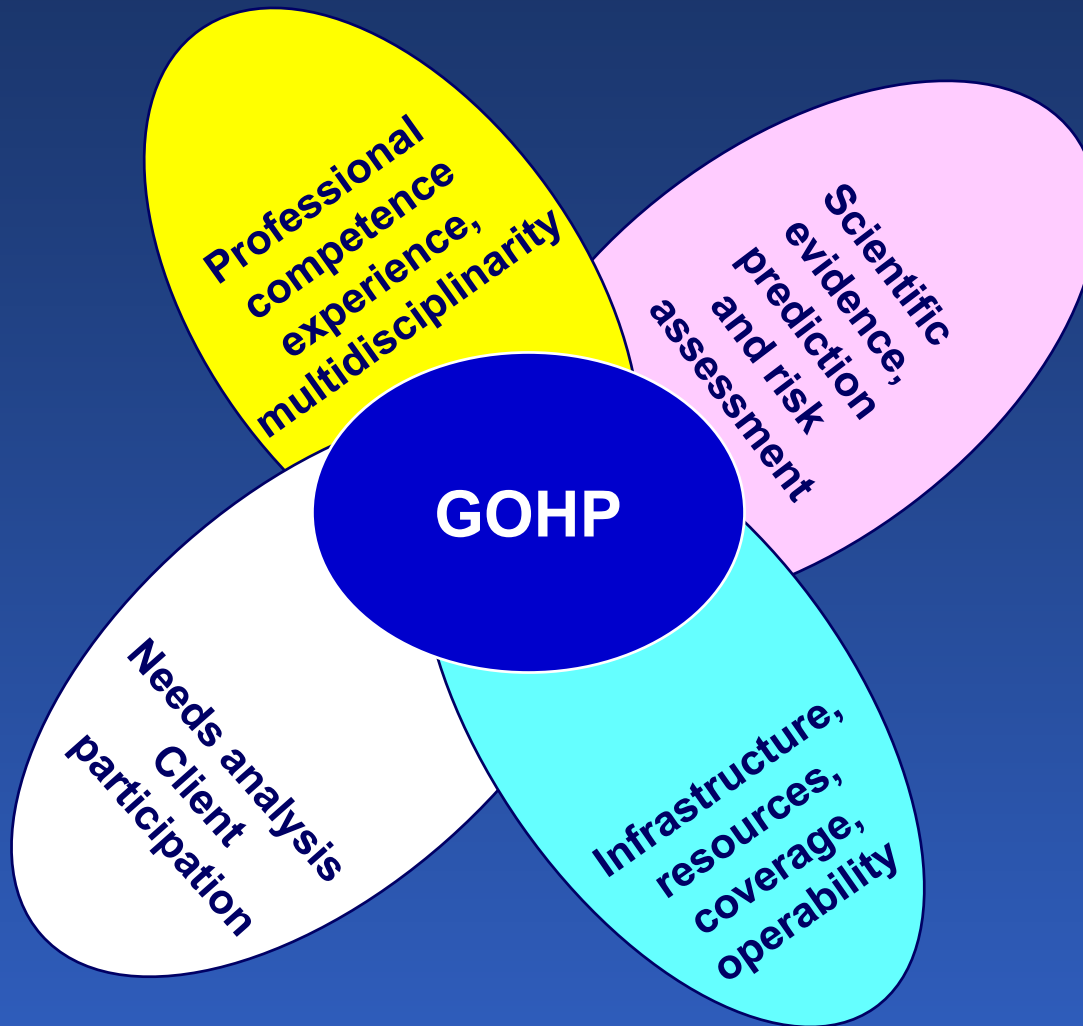 Professional
competence
experience,
multidisciplinarity
Scientific
evidence,
prediction
and risk
assessment
GOHP
Needs analysis
Client
participation
Infrastructure,
resources,
coverage,
operability